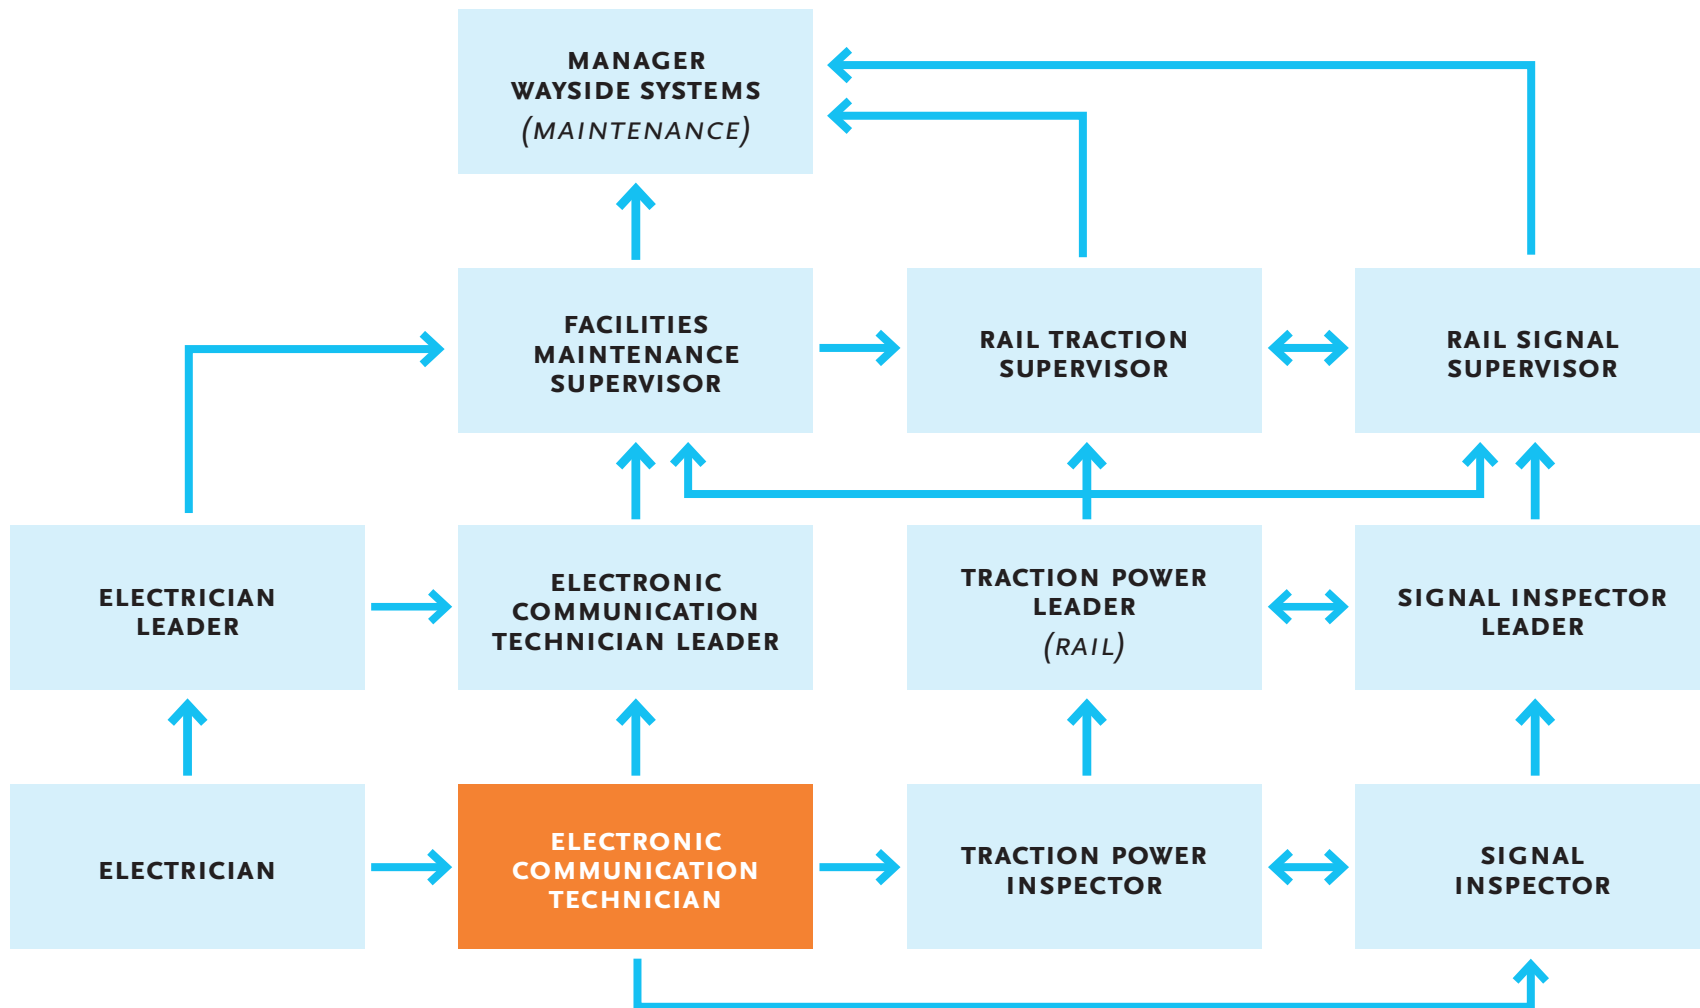 MANAGER
WAYSIDE SYSTEMS
(MAINTENANCE)
FACILITIES
MAINTENANCE
SUPERVISOR
RAIL TRACTION
SUPERVISOR
RAIL SIGNAL
SUPERVISOR
ELECTRICIAN
LEADER
ELECTRONIC
COMMUNICATION
TECHNICIAN LEADER
TRACTION POWER
LEADER
(RAIL)
SIGNAL INSPECTOR
LEADER
ELECTRICIAN
ELECTRONIC
COMMUNICATION
TECHNICIAN
TRACTION POWER
INSPECTOR
SIGNAL
INSPECTOR